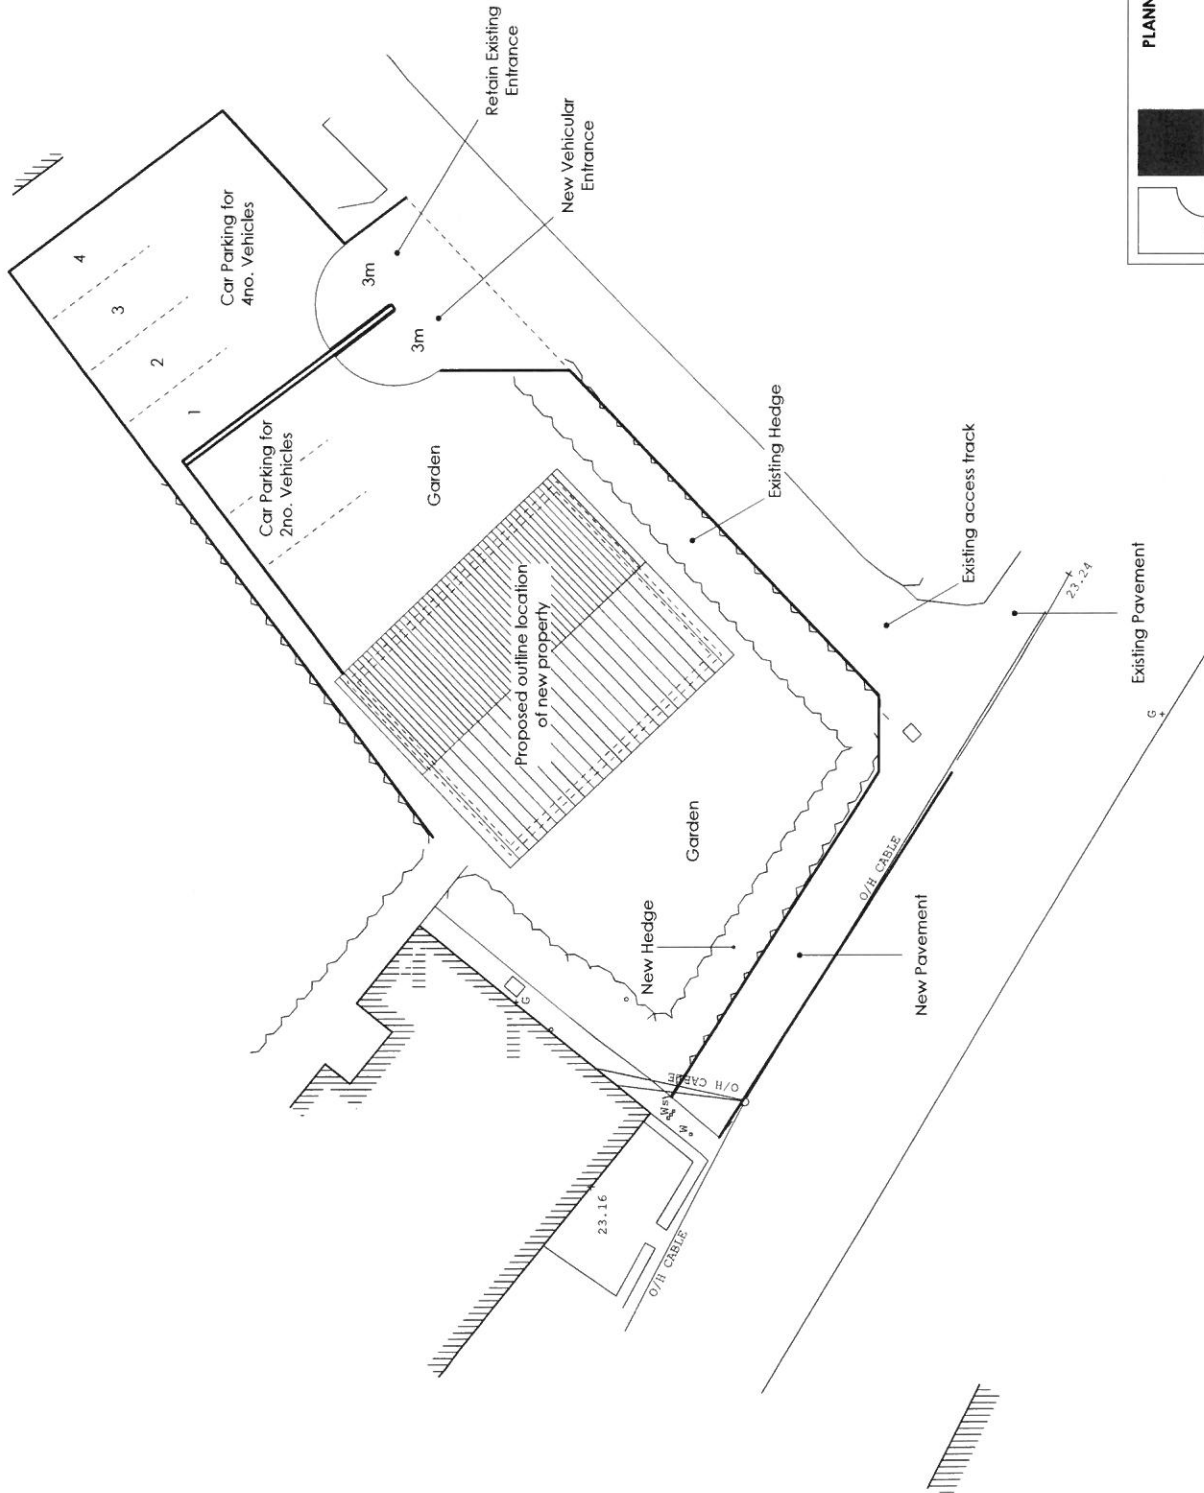 Retain Existing
Entrance
New Vehicular
Entrance
Car Parking for
4no. Vehicles
4
3
2
1
3m
3m
Car Parking for
2no. Vehicles
Garden
Existing Hedge
Existing access track
Existing Pavement
23.24
G
Proposed outline location
of new property
Garden
New Hedge
New Pavement
O/H CABLE
O/H CABLE
O/H CABLE
G
W
23.16